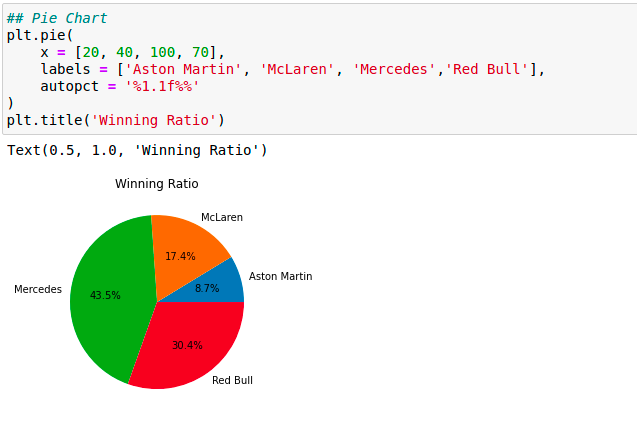 ## Pie Chart
plt.pie(
    x = [20, 40, 100, 70],
    labels = ['Aston Martin', 'McLaren', 'Mercedes','Red Bull'],
    autopct = '%1.1f%%'
)
plt.title('Winning Ratio')
Text(0.5, 1.0, 'Winning Ratio')
Winning Ratio
McLaren
17.4%
Aston Martin
8.7%
Mercedes
43.5%
30.4%
Red Bull